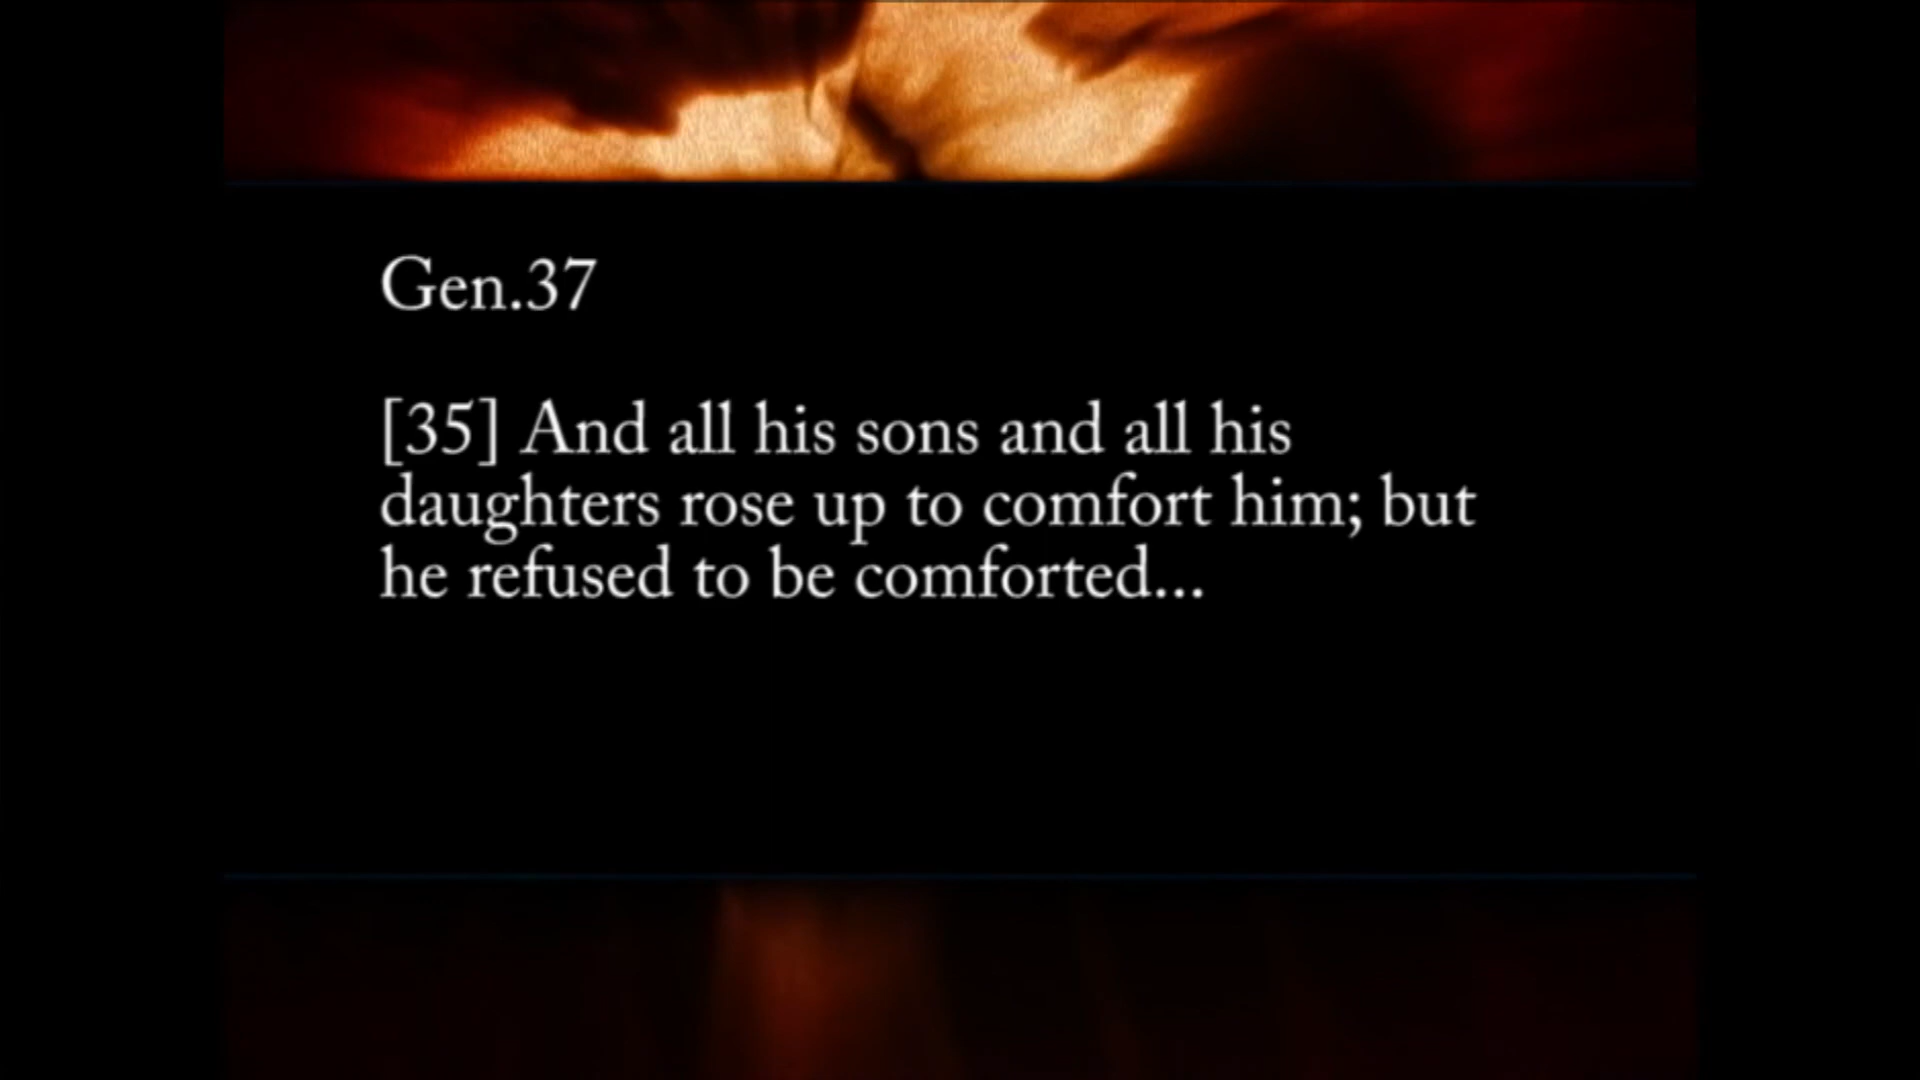 Gen.37
[35] And all his sons and all his
daughters rose up to comfort him; but
he refused to be comforted...